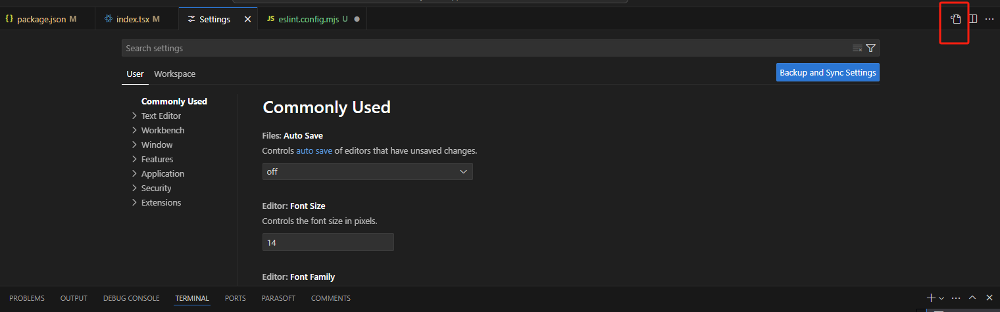 {} package.json M index.tsx M Settings JS eslint.config.mjs U
Search settings
User Workspace Backup and Sync Settings
Commonly Used
Text Editor
Workbench
Window
Features
Application
Security
Extensions
Commonly Used
Files: Auto Save
Controls auto save of editors that have unsaved changes.
off
Editor: Font Size
Controls the font size in pixels.
14
Editor: Font Family
PROBLEMS OUTPUT DEBUG CONSOLE TERMINAL PORTS PARASOFT COMMENTS